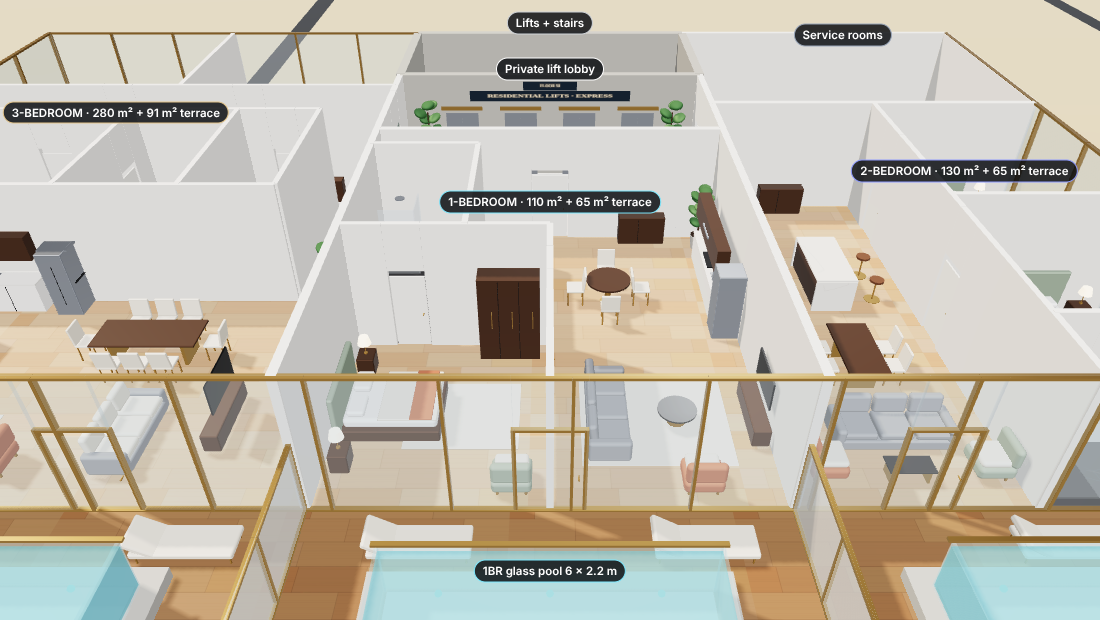 Lifts + stairs
Service rooms
Private lift lobby
RESIDENTIAL LIFTS · EXPRESS
3-BEDROOM · 280 m² + 91 m² terrace
2-BEDROOM · 130 m² + 65 m² terrace
1-BEDROOM · 110 m² + 65 m² terrace
1BR glass pool 6 × 2.2 m